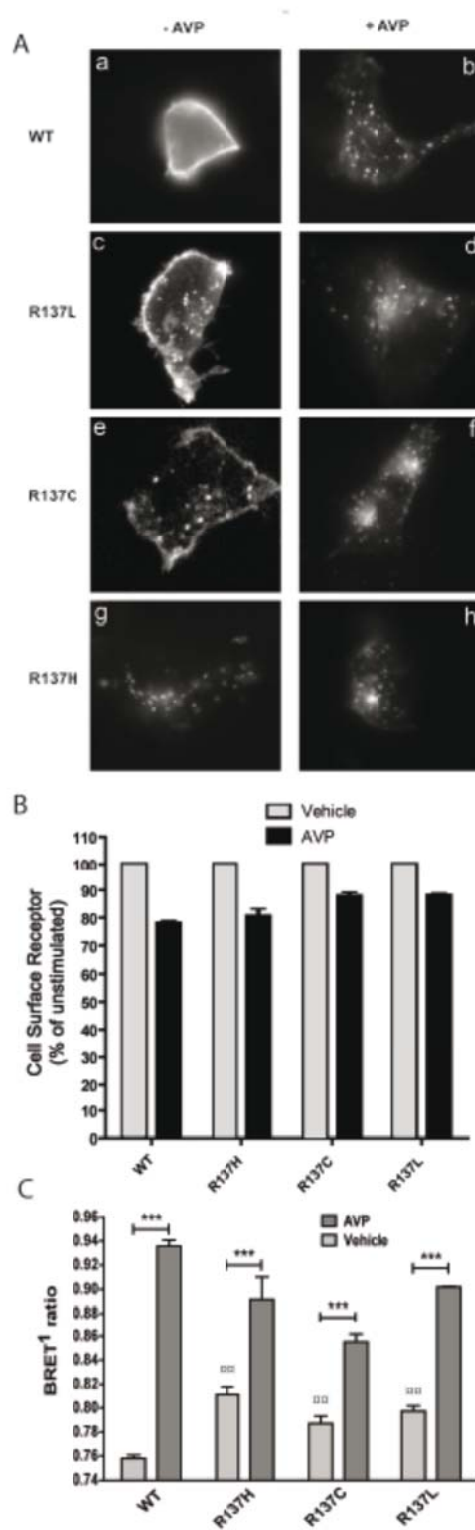 - AVP
+ AVP
A
a
b
WT
c
d
R137L
e
f
R137C
g
h
R137H
B
Vehicle
AVP
Cell Surface Receptor
(% of unstimulated)
110
100
90
80
70
60
50
40
30
20
10
0
WT
R137H
R137C
R137L
C
AVP
Vehicle
BRET1 ratio
0.96
0.94
0.92
0.90
0.88
0.86
0.84
0.82
0.80
0.78
0.76
0.74
***
***
***
***
¤¤
¤¤
¤¤
WT
R137H
R137C
R137L